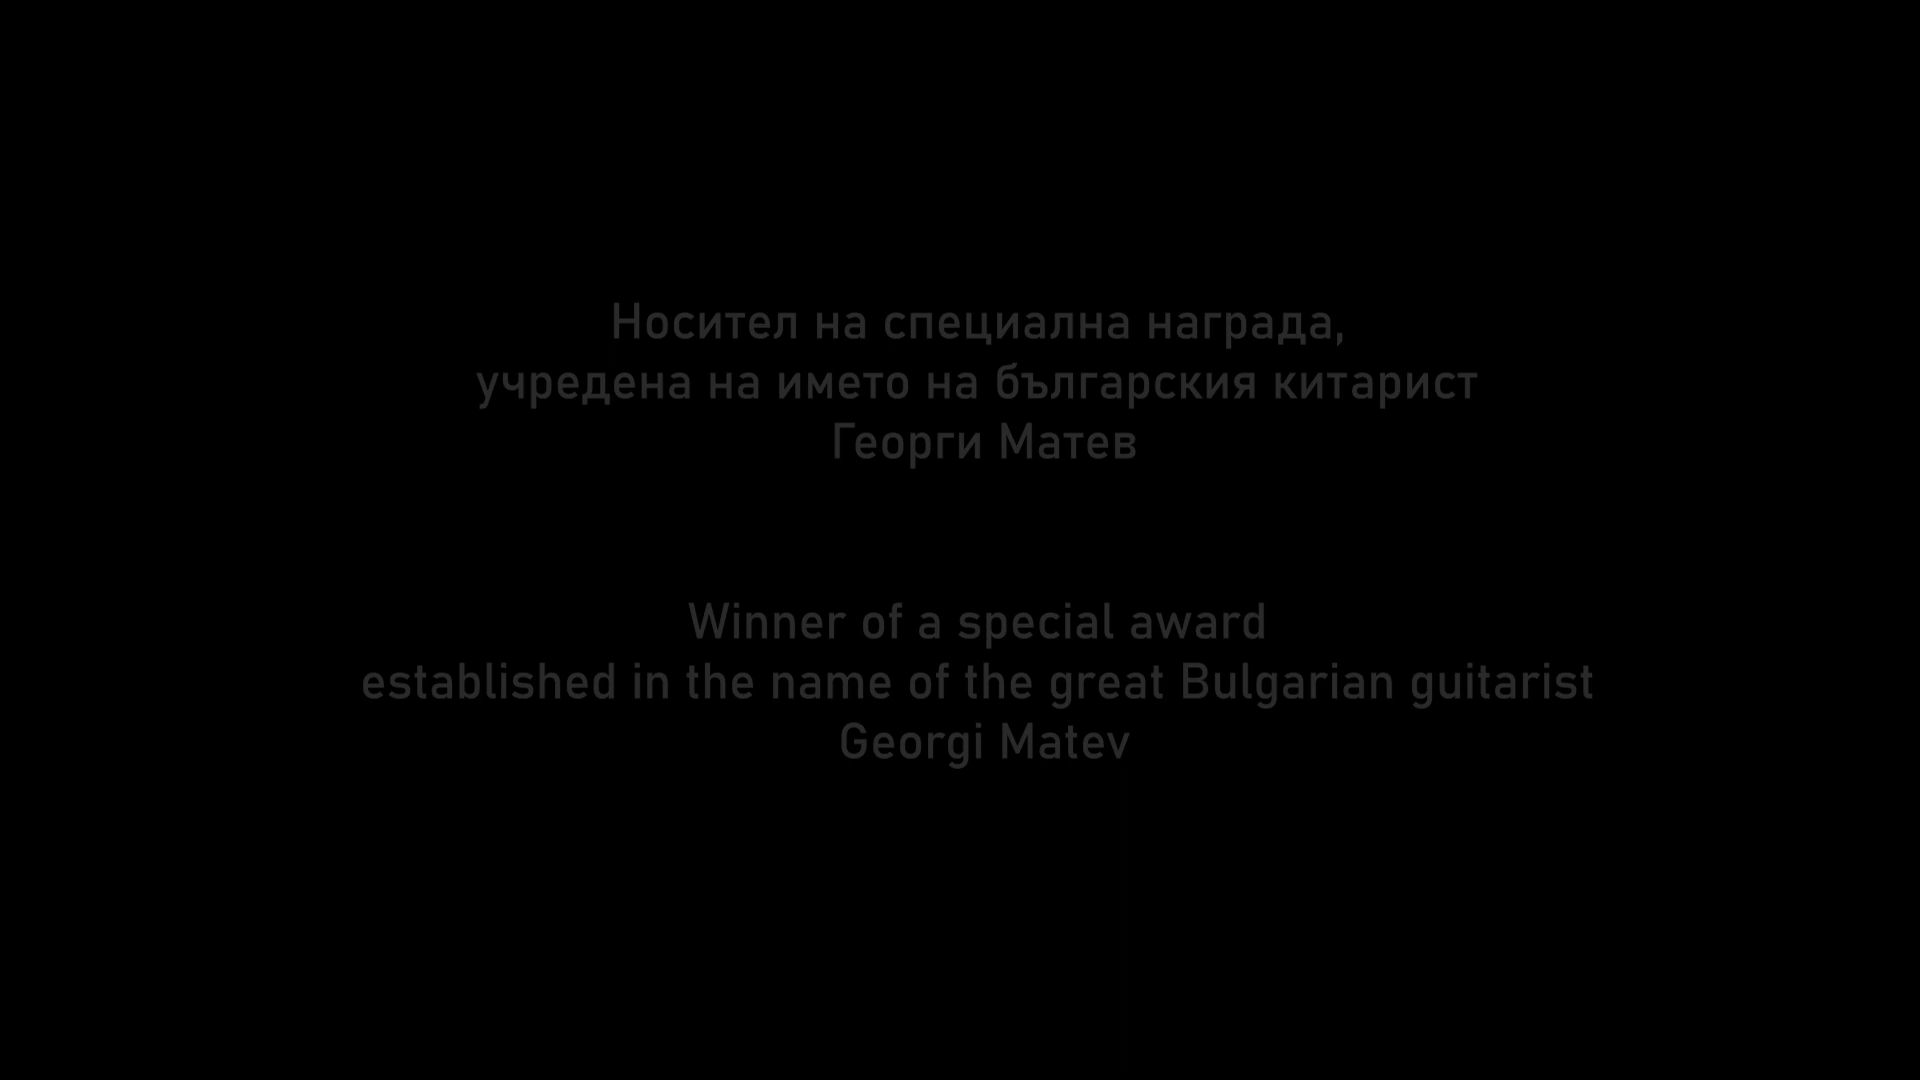 Носител на специална награда,
учредена на името на българския китарист
Георги Матев
Winner of a special award
established in the name of the great Bulgarian guitarist
Georgi Matev